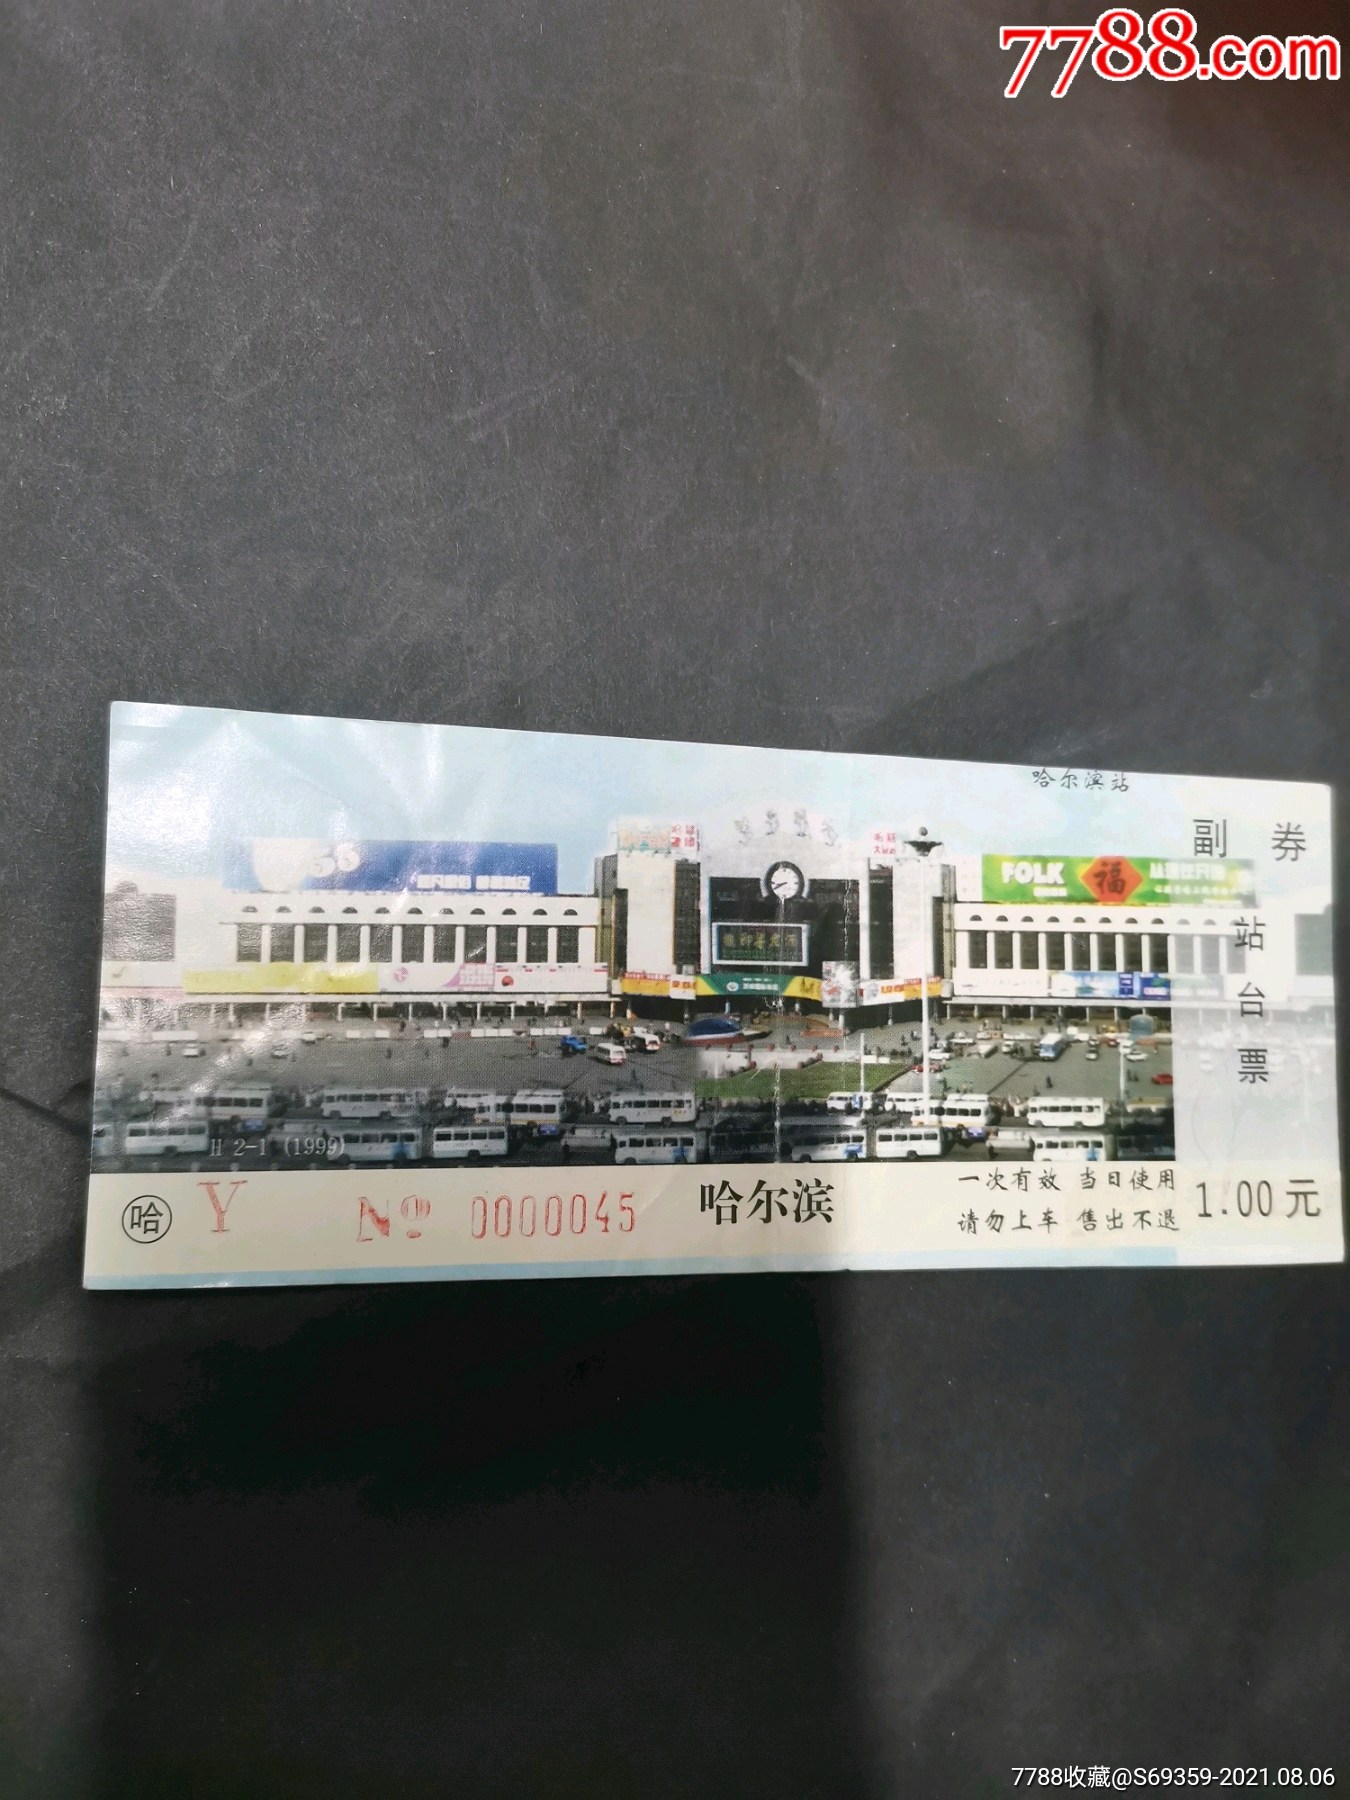 7788.com
哈尔滨站
副 券
FOLK 福
站
台
票
H 2-1 (1999)
哈 Y Nº 0000045 哈尔滨
一次有效 当日使用
请勿上车 售出不退
1.00元
7788收藏@S69359-2021.08.06